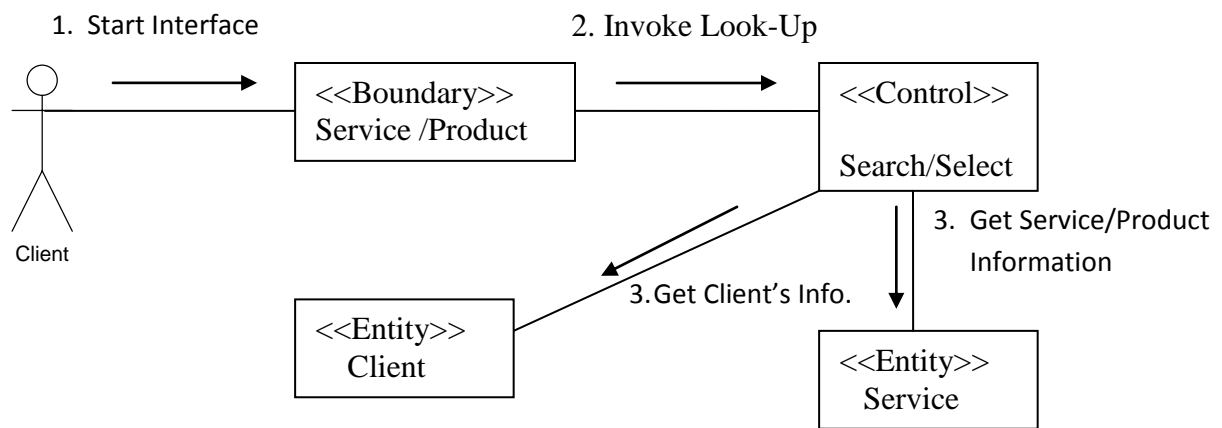 1. Start Interface
2. Invoke Look-Up
<<Boundary>>
Service /Product
<<Control>>
Search/Select
Client
3. Get Service/Product
Information
3.Get Client's Info.
<<Entity>>
Client
<<Entity>>
Service